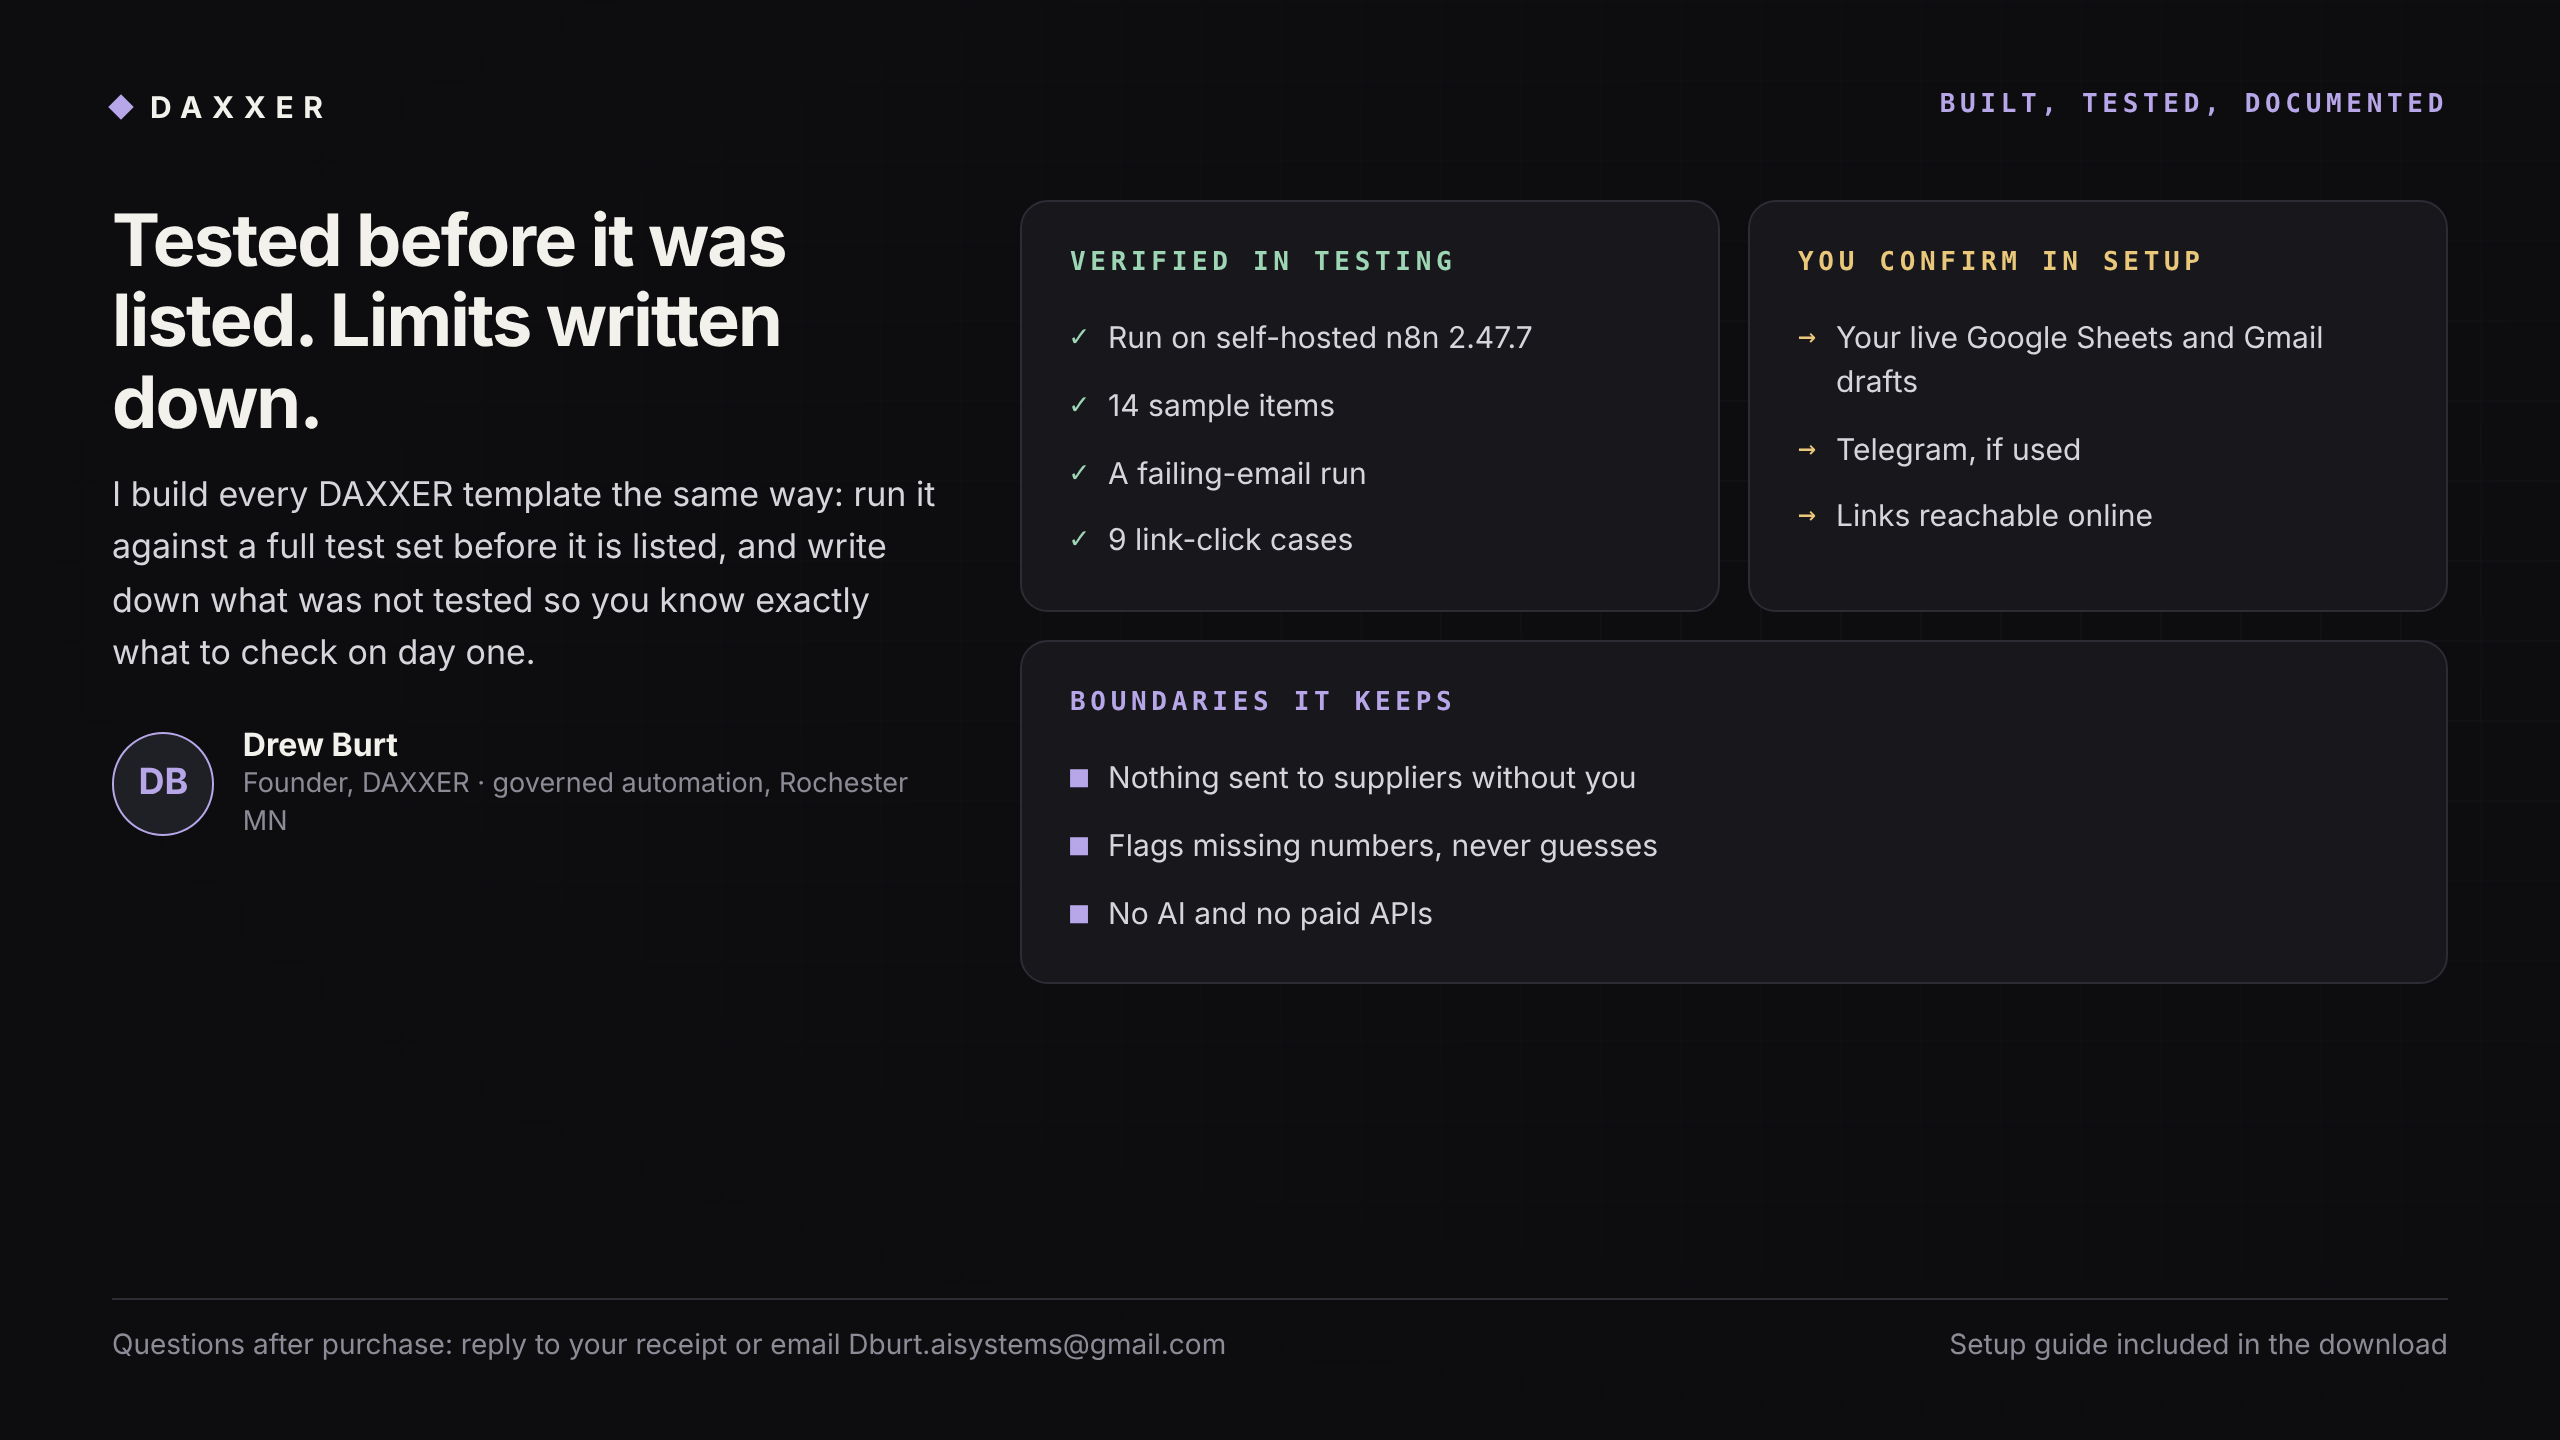 DAXXER
BUILT, TESTED, DOCUMENTED
Tested before it was
listed. Limits written
down.
I build every DAXXER template the same way: run it
against a full test set before it is listed, and write
down what was not tested so you know exactly
what to check on day one.
DB
Drew Burt
Founder, DAXXER · governed automation, Rochester
MN
VERIFIED IN TESTING
✓ Run on self-hosted n8n 2.47.7
✓ 14 sample items
✓ A failing-email run
✓ 9 link-click cases
YOU CONFIRM IN SETUP
→ Your live Google Sheets and Gmail
drafts
→ Telegram, if used
→ Links reachable online
BOUNDARIES IT KEEPS
■ Nothing sent to suppliers without you
■ Flags missing numbers, never guesses
■ No AI and no paid APIs
Questions after purchase: reply to your receipt or email Dburt.aisystems@gmail.com
Setup guide included in the download